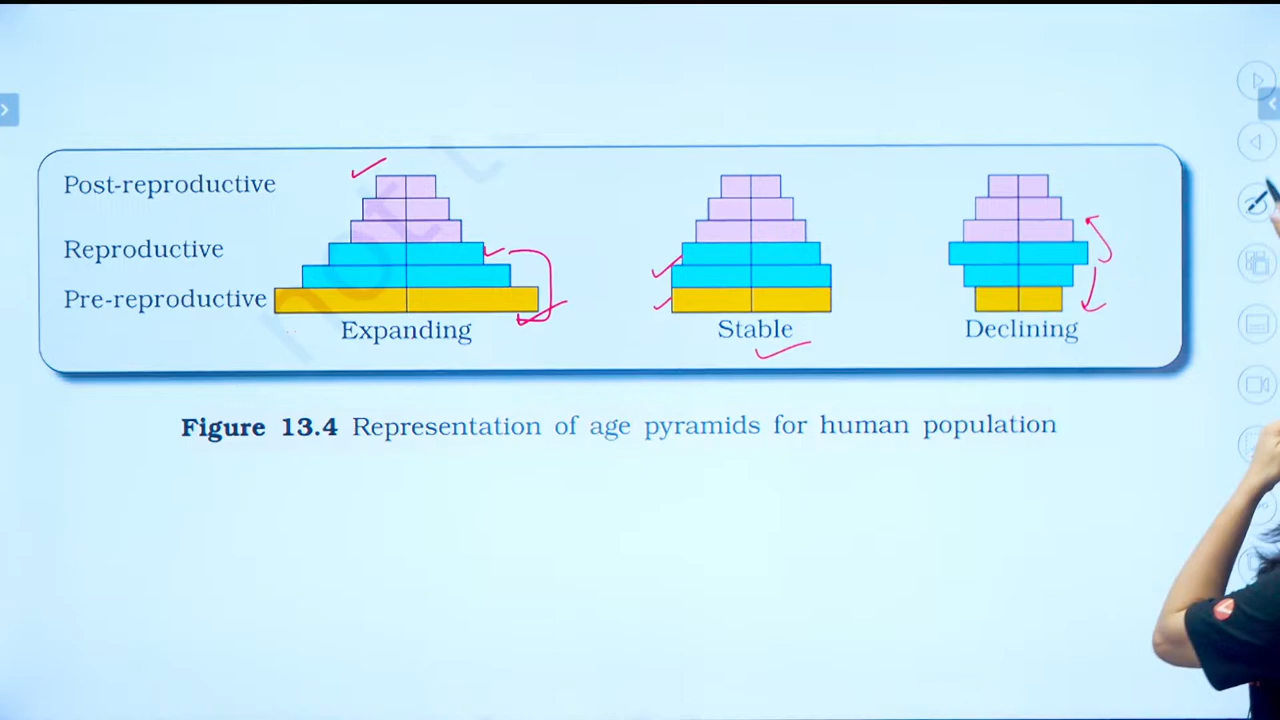 Post-reproductive
Reproductive
Pre-reproductive
Expanding Stable Declining
Figure 13.4 Representation of age pyramids for human population